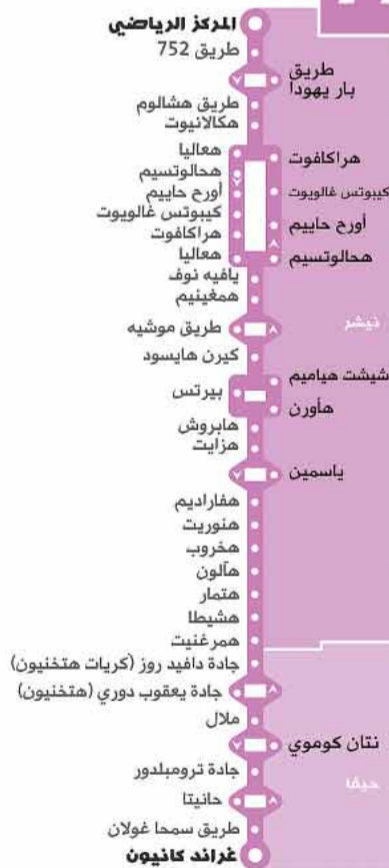 المركز الرياضي
طريق 752
طريق
بار يهودا
طريق هشالوم
هكالانيوت
هعاليا
هحالوتسيم
أورح حاييم
كيبوتس غالويوت
هراكافوت
هعاليا
هراكافوت
كيبوتس غالويوت
أورح حاييم
هحالوتسيم
يافيه نوف
همغينيم
نيشر
طريق موشيه
كيرن هايسود
شيشت هياميم
بيرتس
هأورن
هابروش
هزايت
ياسمين
هفاراديم
هنوريت
هخروب
هآلون
هتمار
هشيطا
همرغنيت
جادة دافيد روز (كريات هتخنيون)
جادة يعقوب دوري (هتخنيون)
ملال
نتان كوموي
جادة ترومبلدور
حيفا
حانيتا
طريق سمحا غولان
غراند كانيون